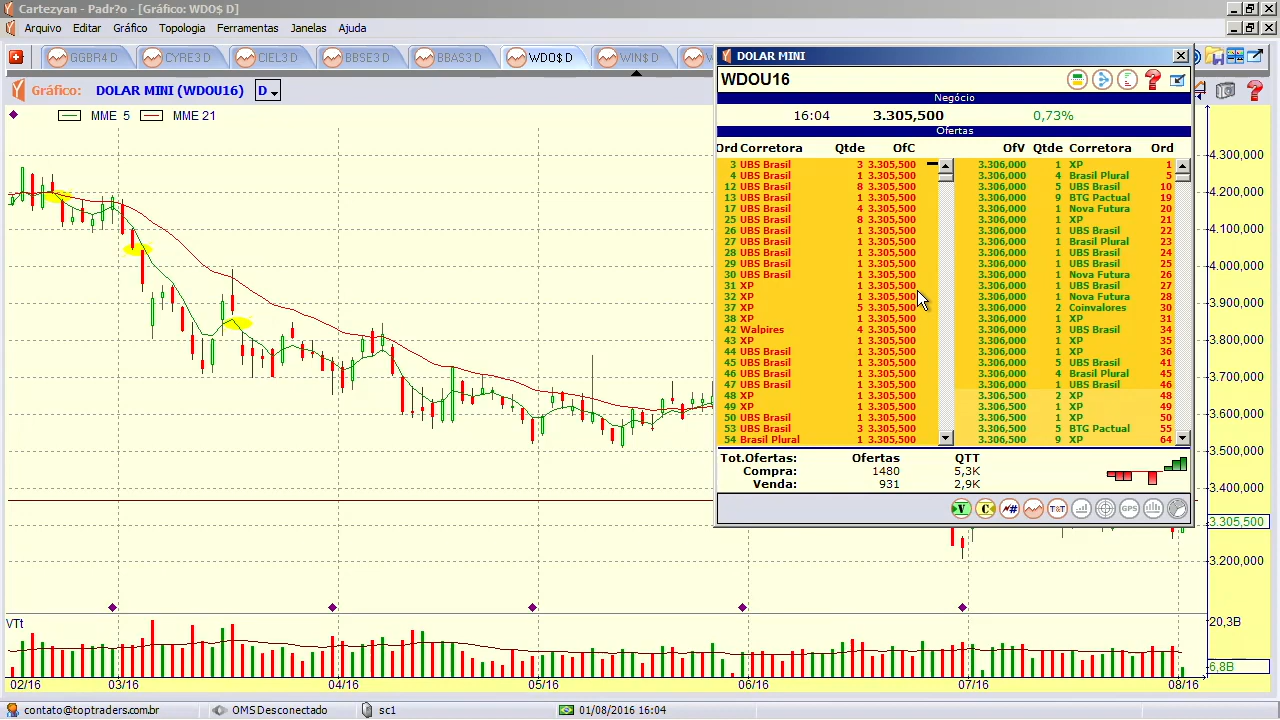 Cartezyan - Padr?o - [Gráfico: WDO$ D]
Arquivo Editar Gráfico Topologia Ferramentas Janelas Ajuda
GGBR4 D CYRE3 D CIEL3 D BBSE3 D BBAS3 D WDO$ D WIN$ D
Gráfico: DOLAR MINI (WDOU16) D
MME 5 MME 21
DOLAR MINI
WDOU16
Negócio
16:04 3.305,500 0,73%
Ofertas
Ord Corretora Qtde OfC OfV Qtde Corretora Ord
3 UBS Brasil 3 3.305,500 3.306,000 1 XP 1
4 UBS Brasil 1 3.305,500 3.306,000 4 Brasil Plural 5
12 UBS Brasil 8 3.305,500 3.306,000 5 UBS Brasil 10
13 UBS Brasil 1 3.305,500 3.306,000 9 BTG Pactual 19
17 UBS Brasil 4 3.305,500 3.306,000 1 Nova Futura 20
25 UBS Brasil 8 3.305,500 3.306,000 1 XP 21
26 UBS Brasil 1 3.305,500 3.306,000 1 UBS Brasil 22
27 UBS Brasil 1 3.305,500 3.306,000 1 Brasil Plural 23
28 UBS Brasil 1 3.305,500 3.306,000 1 UBS Brasil 24
29 UBS Brasil 1 3.305,500 3.306,000 1 UBS Brasil 25
30 UBS Brasil 1 3.305,500 3.306,000 1 Nova Futura 26
31 XP 1 3.305,500 3.306,000 1 UBS Brasil 27
32 XP 1 3.305,500 3.306,000 1 Nova Futura 28
37 XP 5 3.305,500 3.306,000 2 Coinvalores 30
38 XP 1 3.305,500 3.306,000 1 XP 31
42 Walpires 4 3.305,500 3.306,000 3 UBS Brasil 34
43 XP 1 3.305,500 3.306,000 1 XP 35
44 UBS Brasil 1 3.305,500 3.306,000 1 XP 36
45 UBS Brasil 1 3.305,500 3.306,000 5 UBS Brasil 41
46 UBS Brasil 1 3.305,500 3.306,000 4 Brasil Plural 45
47 UBS Brasil 1 3.305,500 3.306,000 1 UBS Brasil 46
48 XP 1 3.305,500 3.306,500 2 XP 48
49 XP 1 3.305,500 3.306,500 1 XP 49
50 UBS Brasil 1 3.305,500 3.306,500 1 XP 50
53 UBS Brasil 3 3.305,500 3.306,500 5 BTG Pactual 55
54 Brasil Plural 1 3.305,500 3.306,500 9 XP 64
Tot.Ofertas: Ofertas QTT
Compra: 1480 5,3K
Venda: 931 2,9K
V C # T&T GPS
4.300,000
4.200,000
4.100,000
4.000,000
3.900,000
3.800,000
3.700,000
3.600,000
3.500,000
3.400,000
3.305,500
3.200,000
VTt
20,3B
6,8B
02/16 03/16 04/16 05/16 06/16 07/16 08/16
contato@toptraders.com.br OMS Desconectado sc1 01/08/2016 16:04